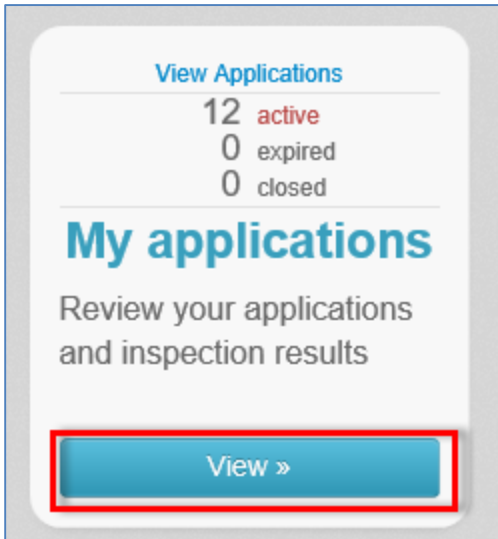 View Applications
12 active
0 expired
0 closed
My applications
Review your applications
and inspection results
View »